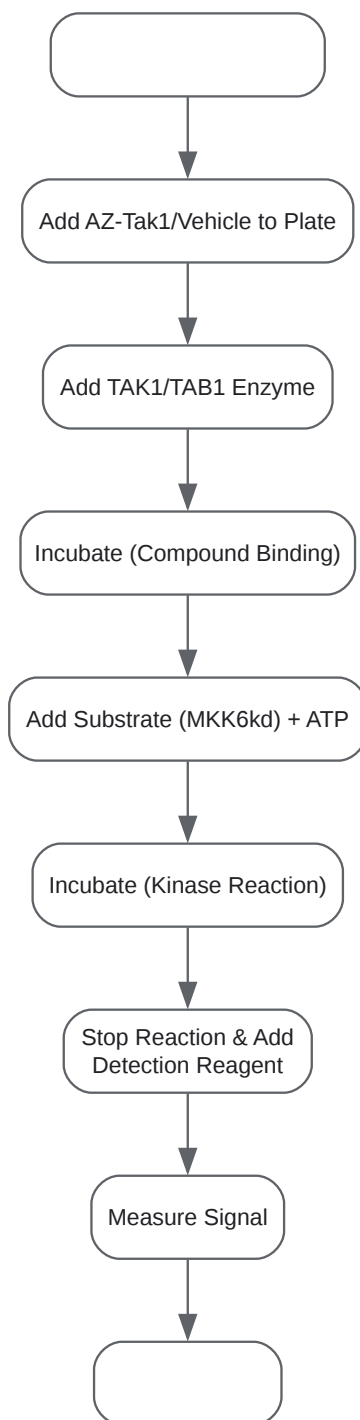 Add AZ-Tak1/Vehicle to Plate
Add TAK1/TAB1 Enzyme
Incubate (Compound Binding)
Add Substrate (MKK6kd) + ATP
Incubate (Kinase Reaction)
Stop Reaction & Add
Detection Reagent
Measure Signal